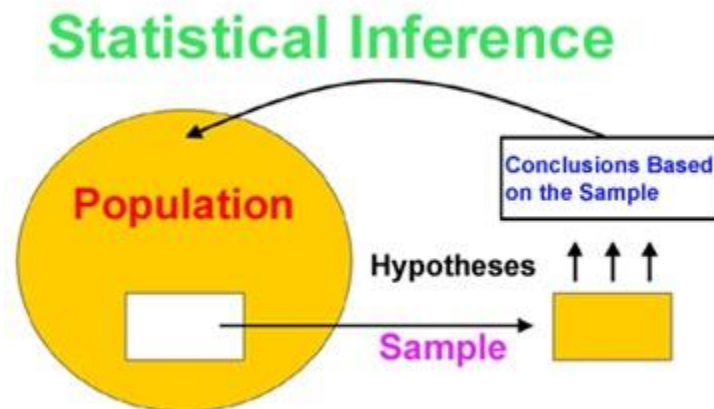 Statistical Inference
Population
Conclusions Based
on the Sample
Hypotheses
Sample